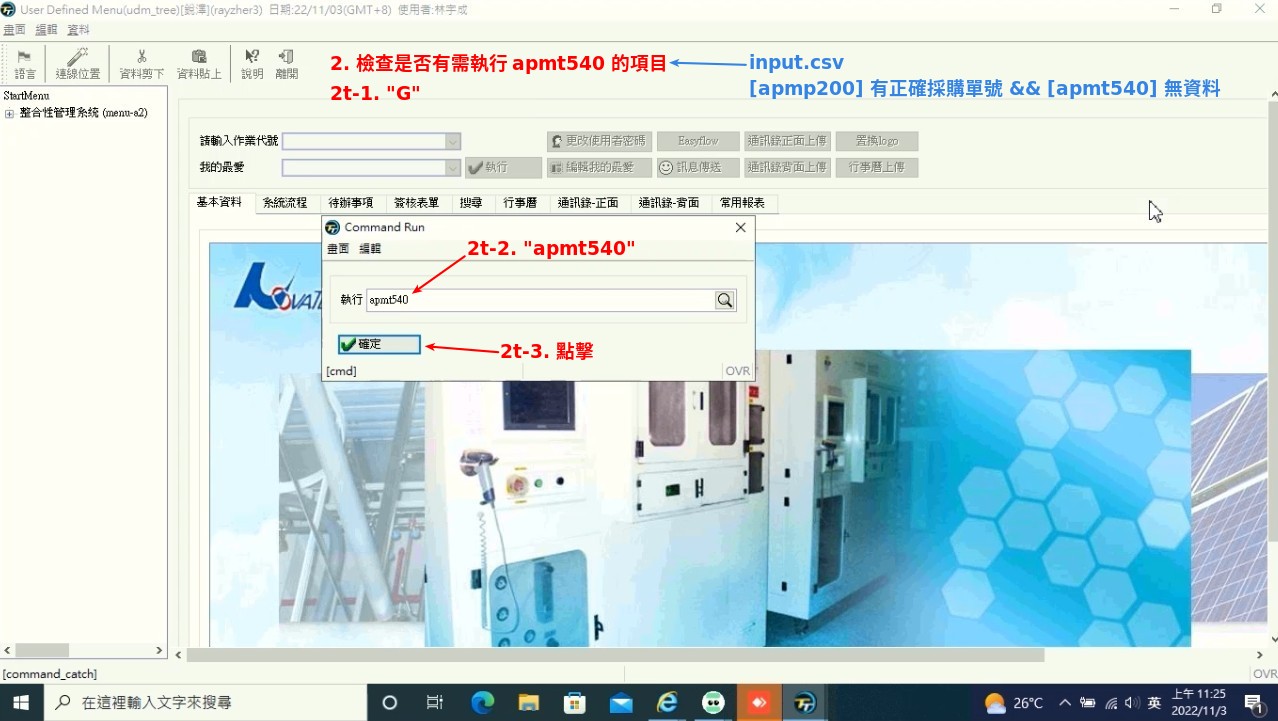 User Defined Menu(udm_tree)[銳澤](rayzher3) 日期:22/11/03(GMT+8) 使用者:林宇成
畫面 編輯 資料
語言 連線位置 資料剪下 資料貼上 說明 離開
2. 檢查是否有需執行 apmt540 的項目
input.csv
2t-1. "G"
[apmp200] 有正確採購單號 && [apmt540] 無資料
StartMenu
整合性管理系統 (menu-a2)
請輸入作業代號
更改使用者密碼 Easyflow 通訊錄正面上傳 置換logo
我的最愛 執行 編輯我的最愛 訊息傳送 通訊錄背面上傳 行事曆上傳
基本資料 系統流程 待辦事項 簽核表單 搜尋 行事曆 通訊錄-正面 通訊錄-背面 常用報表
Command Run
畫面 編輯
2t-2. "apmt540"
執行 apmt540
確定
2t-3. 點擊
[cmd] OVR
[command_catch] OVR
在這裡輸入文字來搜尋
26°C 英 上午 11:25
2022/11/3
1